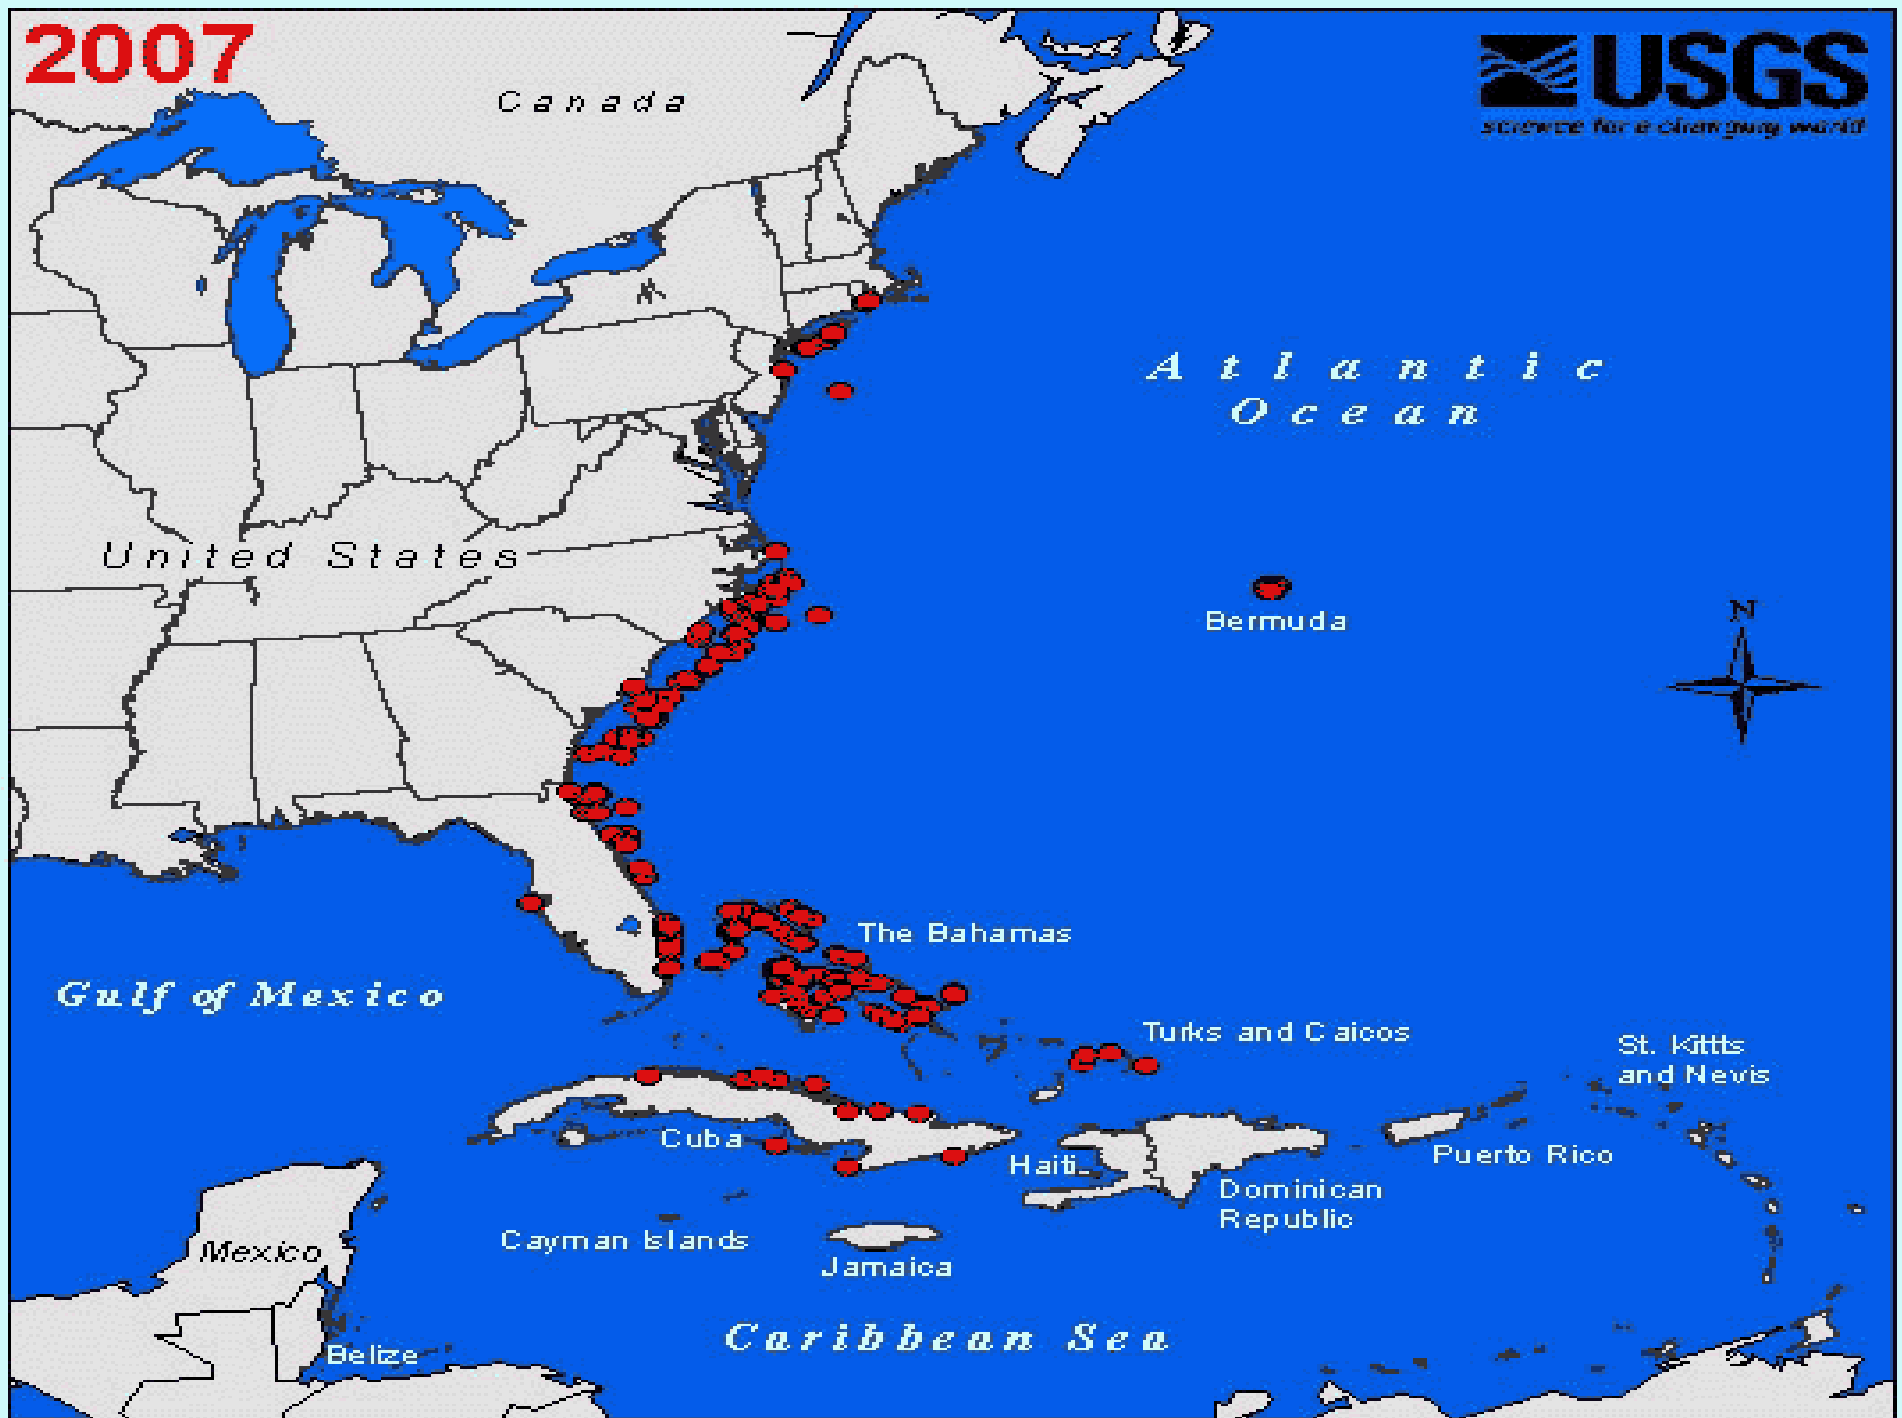 2007
USGS
science for a changing world
Canada
Atlantic
Ocean
United States
Bermuda
N
The Bahamas
Gulf of Mexico
Turks and Caicos
St. Kittts
and Nevis
Cuba
Haiti
Puerto Rico
Dominican
Republic
Cayman Islands
Mexico
Jamaica
Caribbean Sea
Belize